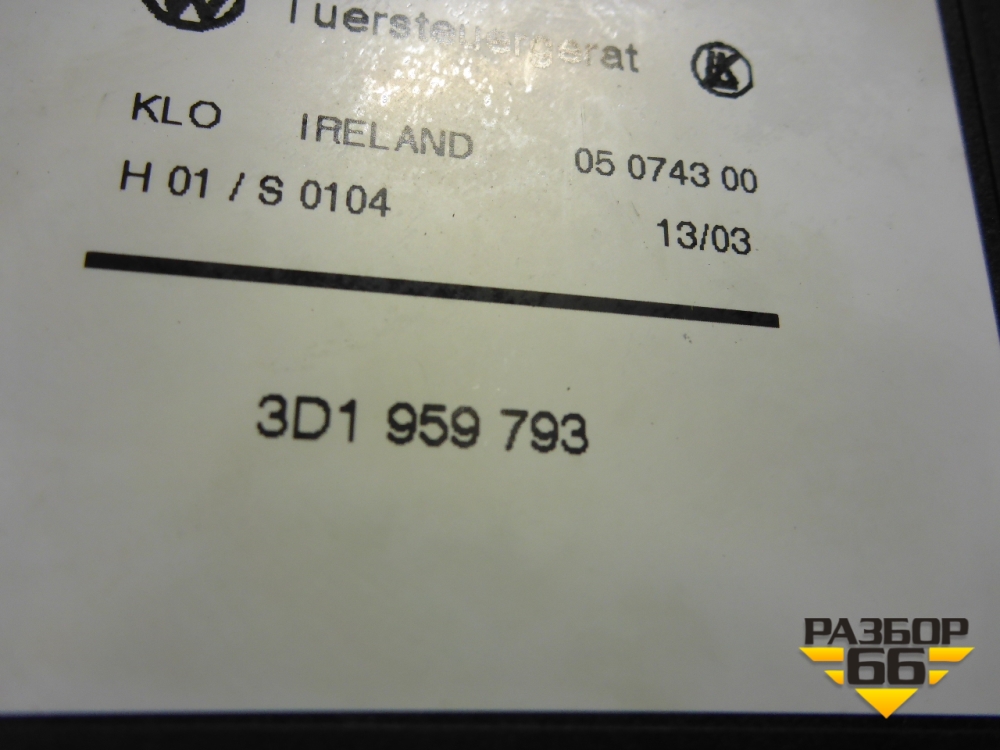 Tuersteuergerat
KLO IRELAND 05 0743 00
H 01 / S 0104 13/03
3D1 959 793
РАЗБОР
66